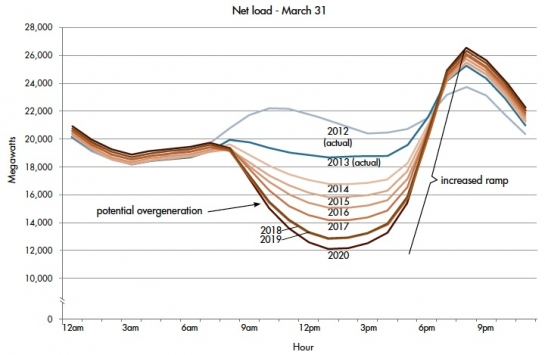 Net load - March 31
28,000
26,000
24,000
22,000
20,000
18,000
16,000
14,000
12,000
10,000
0
Megawatts
2012
(actual)
2013 (actual)
2014
2015
2016
2017
2018
2019
2020
potential overgeneration
increased ramp
12am
3am
6am
9am
12pm
3pm
6pm
9pm
Hour